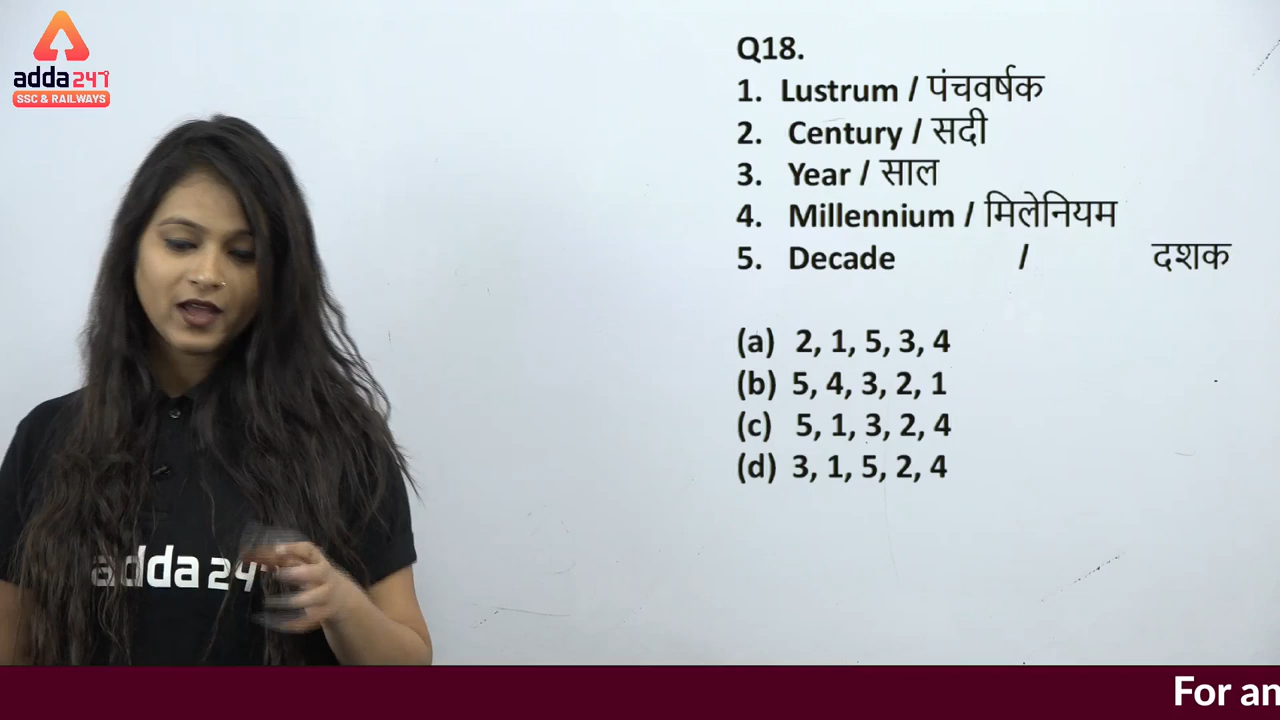 adda247
SSC & RAILWAYS
Q18.
1. Lustrum / पंचवर्षक
2. Century / सदी
3. Year / साल
4. Millennium / मिलेनियम
5. Decade / दशक
(a) 2, 1, 5, 3, 4
(b) 5, 4, 3, 2, 1
(c) 5, 1, 3, 2, 4
(d) 3, 1, 5, 2, 4
adda 247
For an